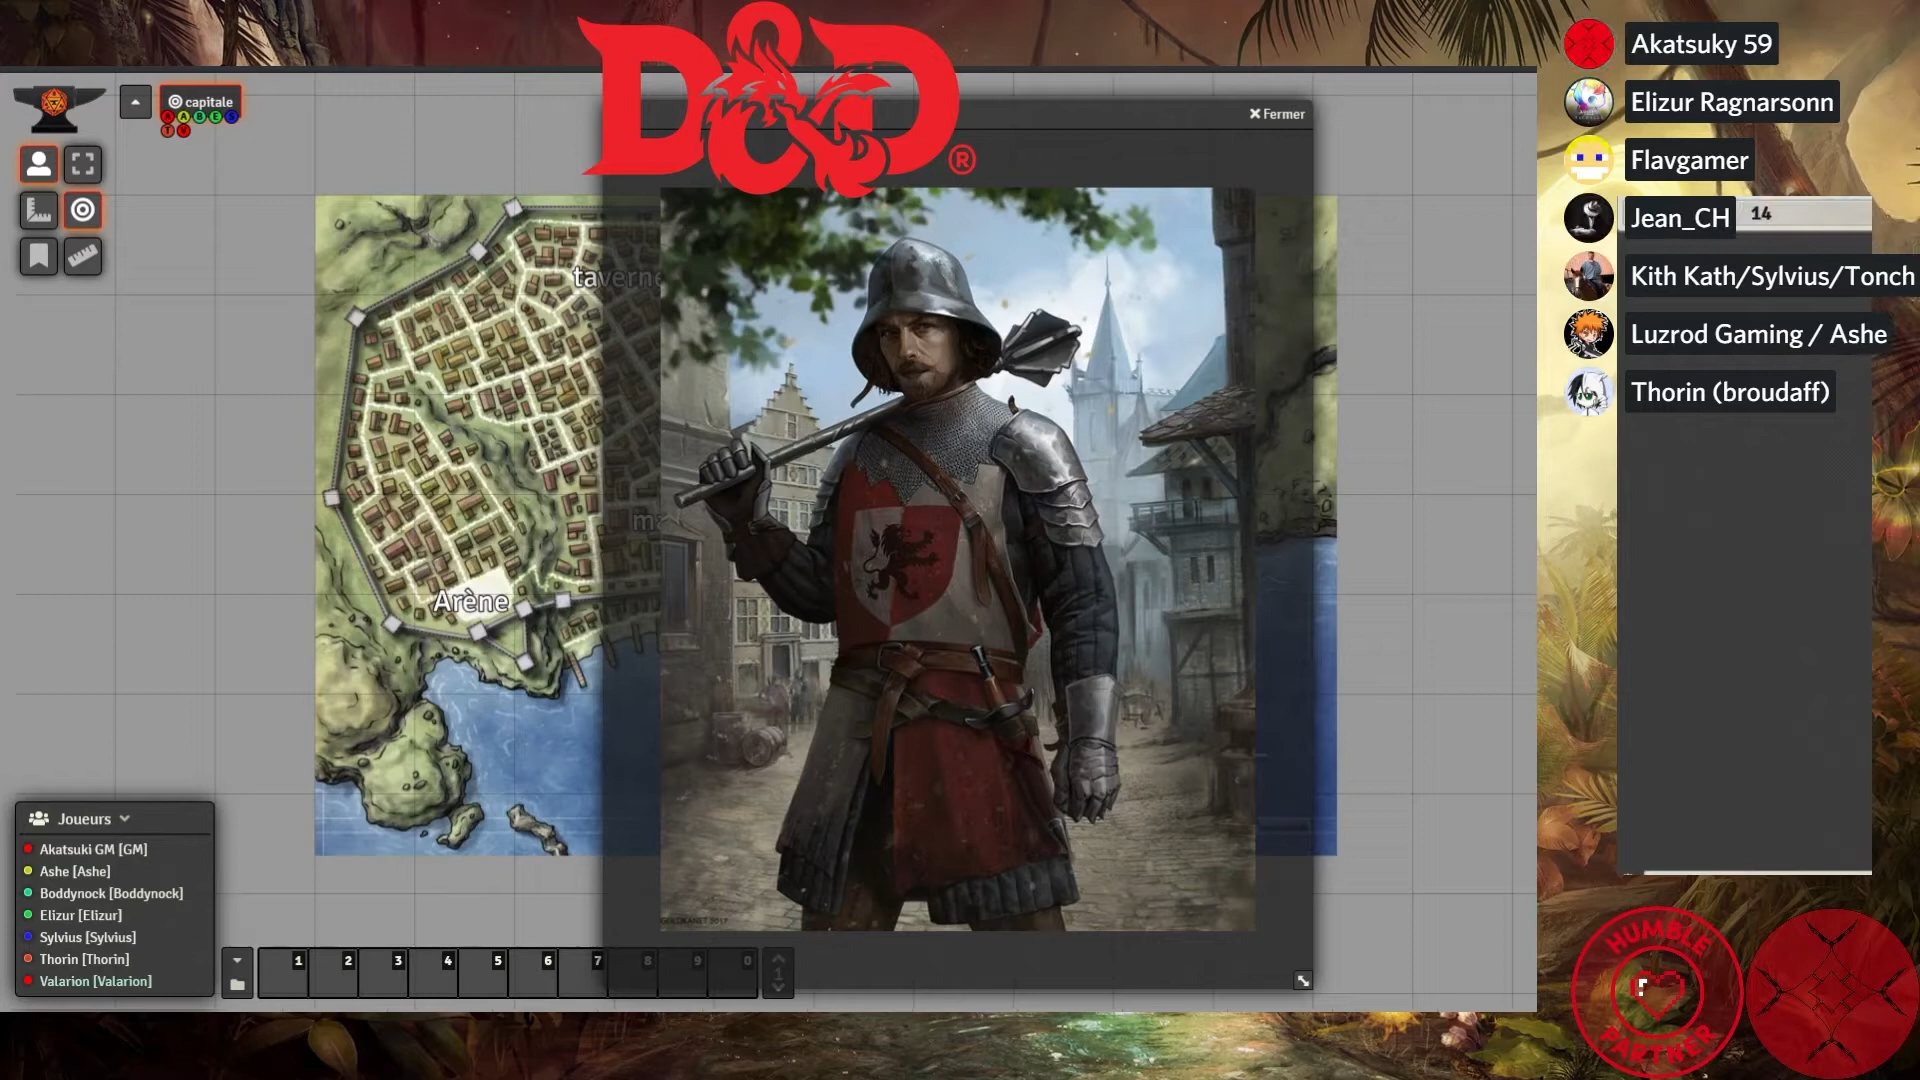 D&D®
Akatsuky 59
Elizur Ragnarsonn
Flavgamer
Jean_CH
14
Kith Kath/Sylvius/Tonch
Luzrod Gaming / Ashe
Thorin (broudaff)
capitale
A A B E S
T V
Fermer
taverne
Arène
Joueurs
Akatsuki GM [GM]
Ashe [Ashe]
Boddynock [Boddynock]
Elizur [Elizur]
Sylvius [Sylvius]
Thorin [Thorin]
Valarion [Valarion]
1 2 3 4 5 6 7 8 9 0
1
HUMBLE
PARTNER